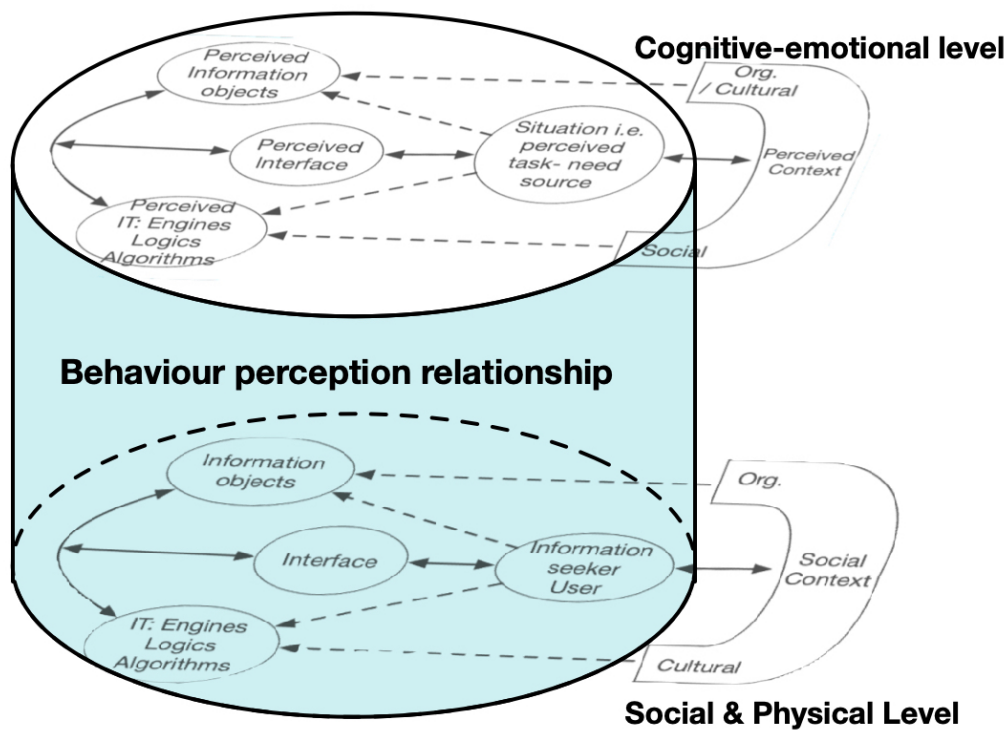 Cognitive-emotional level
Perceived
Information
objects
Org.
/ Cultural
Perceived
Interface
Situation i.e.
perceived
task- need
source
Perceived
Context
Perceived
IT: Engines
Logics
Algorithms
Social
Behaviour perception relationship
Information
objects
Org.
Interface
Information
seeker
User
Social
Context
IT: Engines
Logics
Algorithms
Cultural
Social & Physical Level